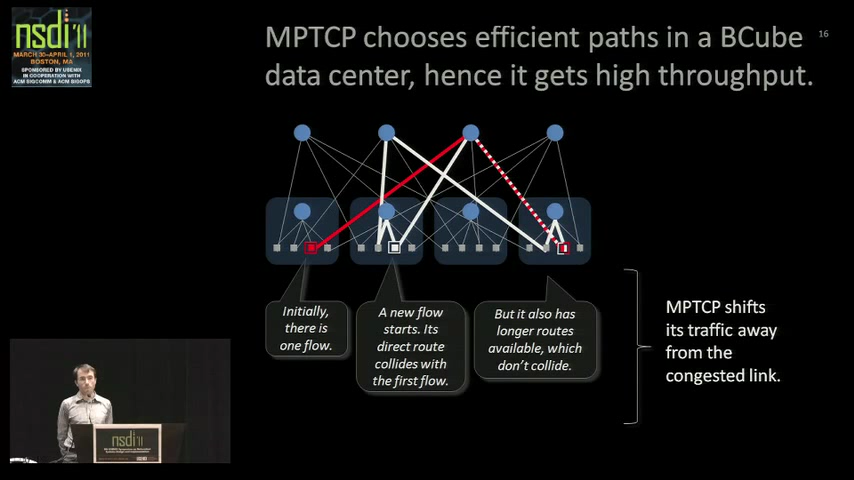 nsdi'11
MARCH 30–APRIL 1, 2011
BOSTON, MA
SPONSORED BY USENIX
IN COOPERATION WITH
ACM SIGCOMM & ACM SIGOPS
MPTCP chooses efficient paths in a BCube
data center, hence it gets high throughput.
16
Initially,
there is
one flow.
A new flow
starts. Its
direct route
collides with
the first flow.
But it also has
longer routes
available, which
don't collide.
MPTCP shifts
its traffic away
from the
congested link.
nsdi'11